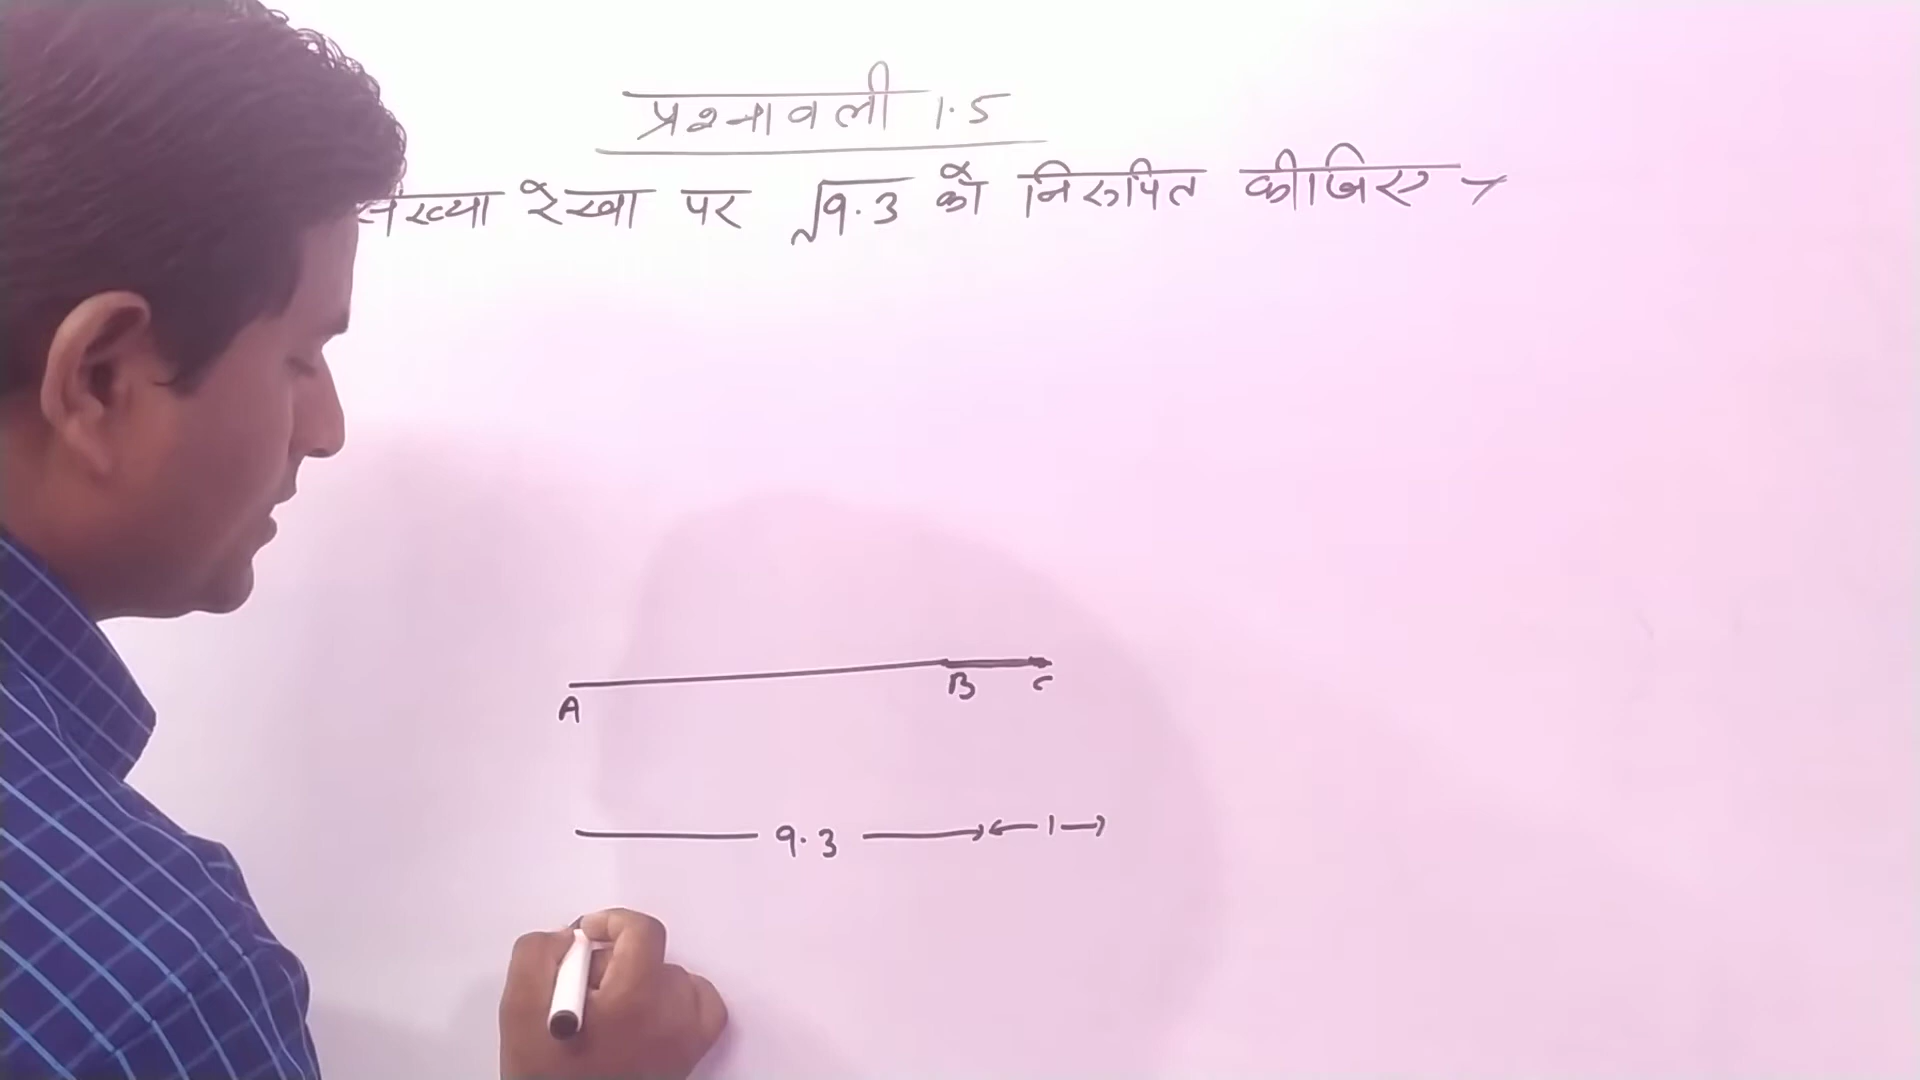 प्रश्नावली 1.5
संख्या रेखा पर √9.3 को निरुपित कीजिए
A B C
9.3 1